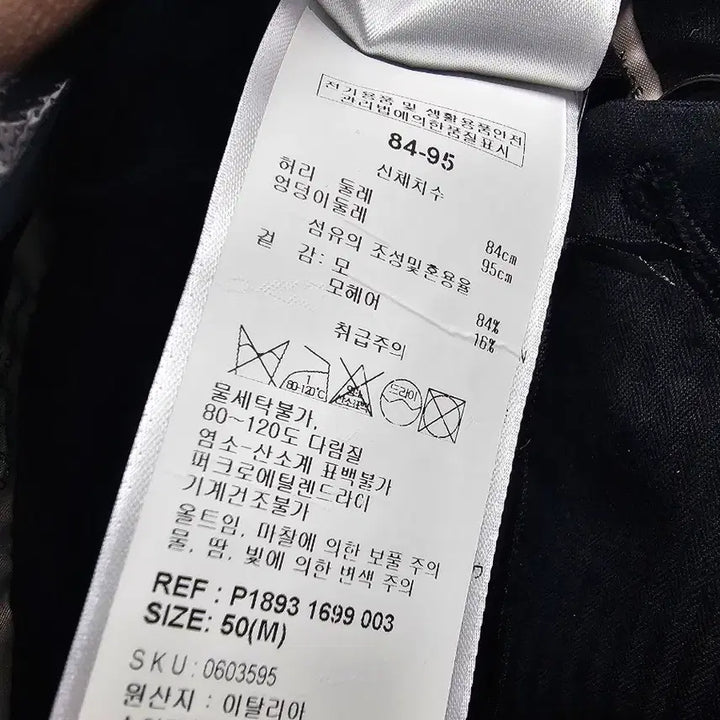 전기용품 및 생활용품안전
관리법에의한품질표시
84-95
신체치수
허리 둘레 84cm
엉덩이둘레 95cm
섬유의 조성및혼용율
겉 감: 모 84%
모헤어 16%
취급주의
80~120℃ 드라이
물세탁불가,
80~120도 다림질
염소-산소계 표백불가
퍼크로에틸렌드라이
기계건조불가
올트임, 마찰에 의한 보풀 주의
물, 땀, 빛에 의한 변색 주의
REF : P1893 1699 003
SIZE: 50(M)
SKU : 0603595
원산지 : 이탈리아